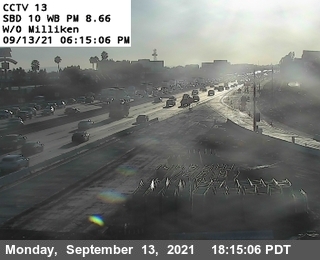 CCTV 13
SBD 10 WB PM 8.66
W/O Milliken
09/13/21 06:15:06 PM
Monday, September 13, 2021 18:15:06 PDT